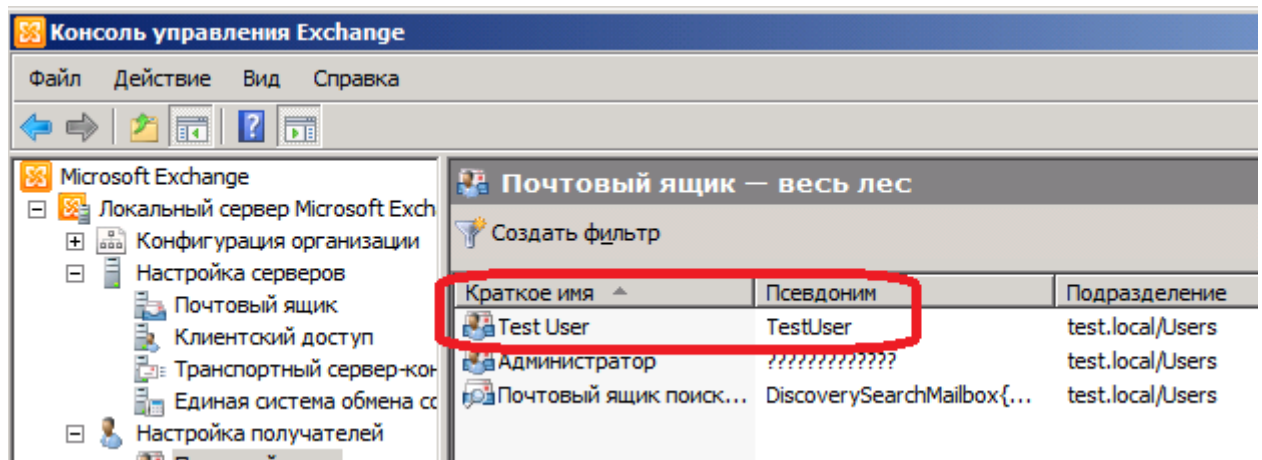 Консоль управления Exchange
Файл Действие Вид Справка
Microsoft Exchange
Локальный сервер Microsoft Exch
Конфигурация организации
Настройка серверов
Почтовый ящик
Клиентский доступ
Транспортный сервер-кон
Единая система обмена со
Настройка получателей
Почтовый ящик — весь лес
Создать фильтр
Краткое имя Псевдоним Подразделение
Test User TestUser test.local/Users
Администратор ????????????? test.local/Users
Почтовый ящик поиск... DiscoverySearchMailbox{... test.local/Users